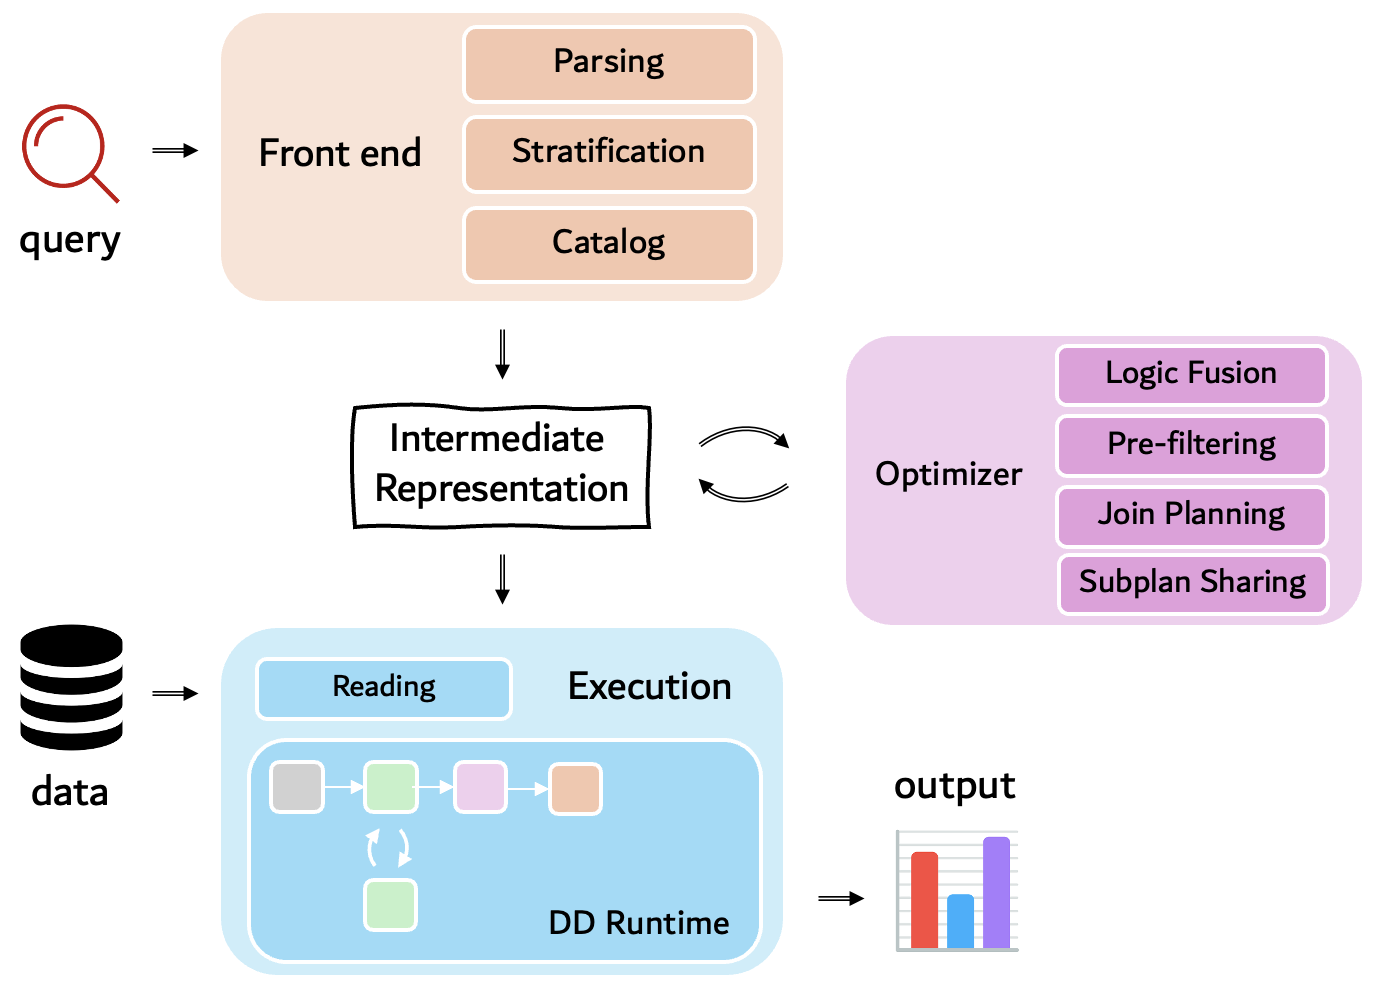 Parsing
Front end
Stratification
Catalog
query
Intermediate
Representation
Optimizer
Logic Fusion
Pre-filtering
Join Planning
Subplan Sharing
data
Reading
Execution
DD Runtime
output